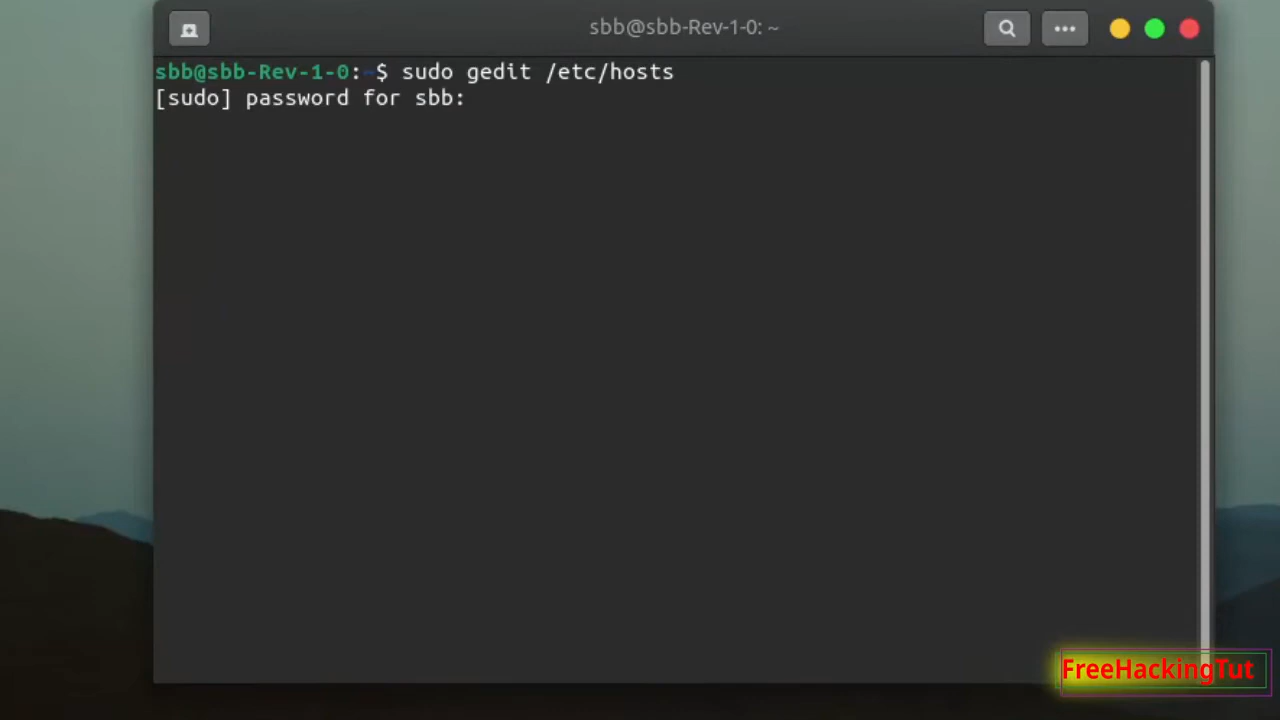 sbb@sbb-Rev-1-0: ~
sbb@sbb-Rev-1-0:~$ sudo gedit /etc/hosts
[sudo] password for sbb:
FreeHackingTut